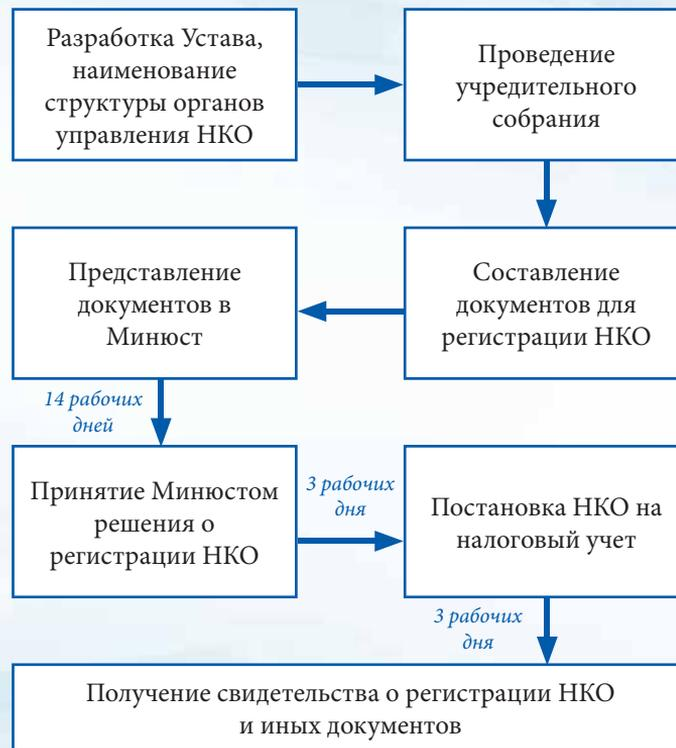 Разработка Устава,
наименование
структуры органов
управления НКО
Проведение
учредительного
собрания
Составление
документов для
регистрации НКО
Представление
документов в
Минюст
14 рабочих
дней
Принятие Минюстом
решения о
регистрации НКО
3 рабочих
дня
Постановка НКО на
налоговый учет
3 рабочих
дня
Получение свидетельства о регистрации НКО
и иных документов